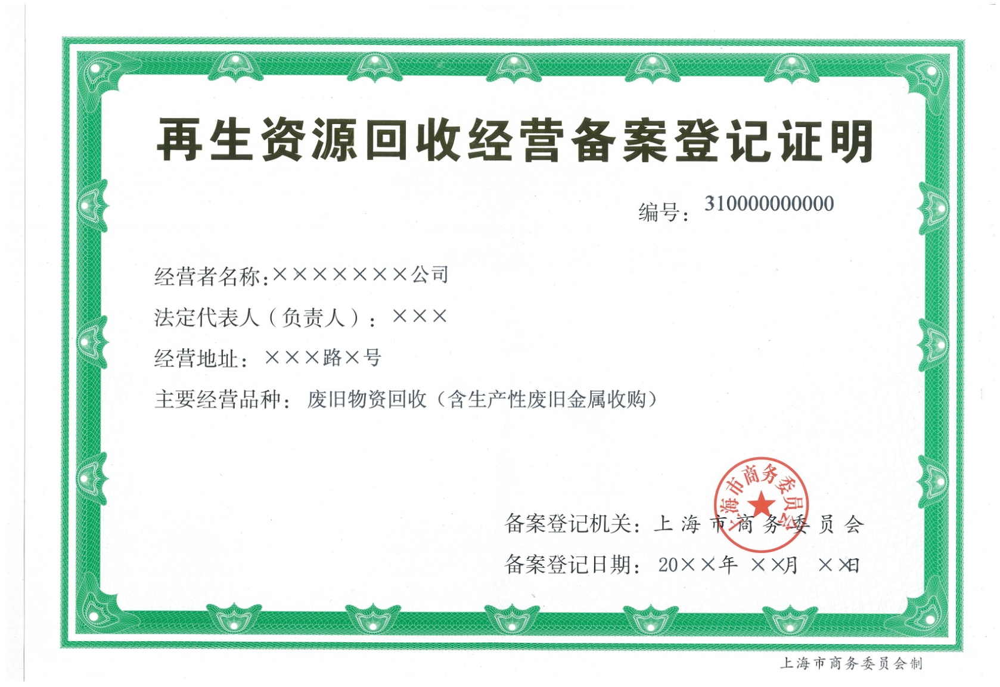 再生资源回收经营备案登记证明
编号：310000000000
经营者名称:×××××××公司
法定代表人（负责人）：×××
经营地址：×××路×号
主要经营品种：废旧物资回收（含生产性废旧金属收购）
上海市商务委员会
备案登记机关：上海市商务委员会
备案登记日期：20××年 ××月 ××日
上海市商务委员会制